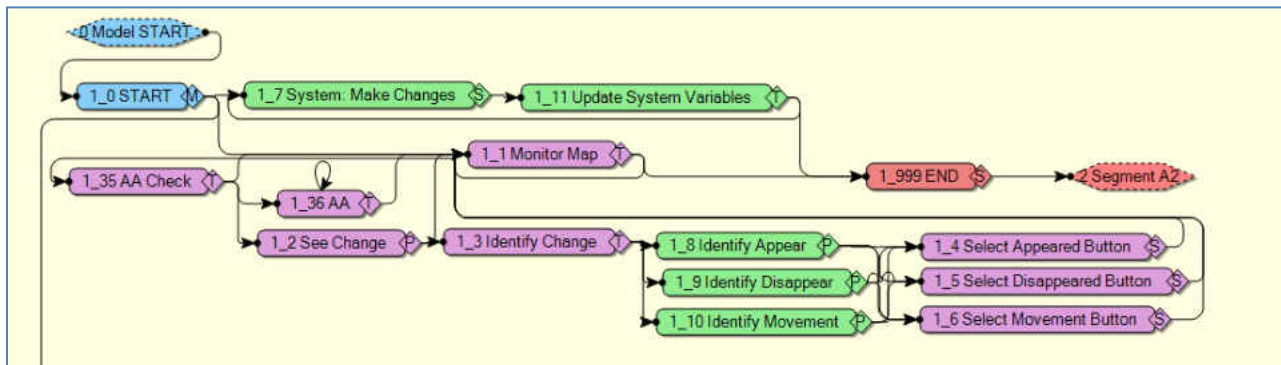 0 Model START
1_0 START M
1_7 System: Make Changes S
1_11 Update System Variables T
1_1 Monitor Map T
1_35 AA Check T
1_999 END S
2 Segment A2
1_36 AA T
1_2 See Change P
1_3 Identify Change T
1_8 Identify Appear P
1_4 Select Appeared Button S
1_9 Identify Disappear P
1_5 Select Disappeared Button S
1_10 Identify Movement P
1_6 Select Movement Button S